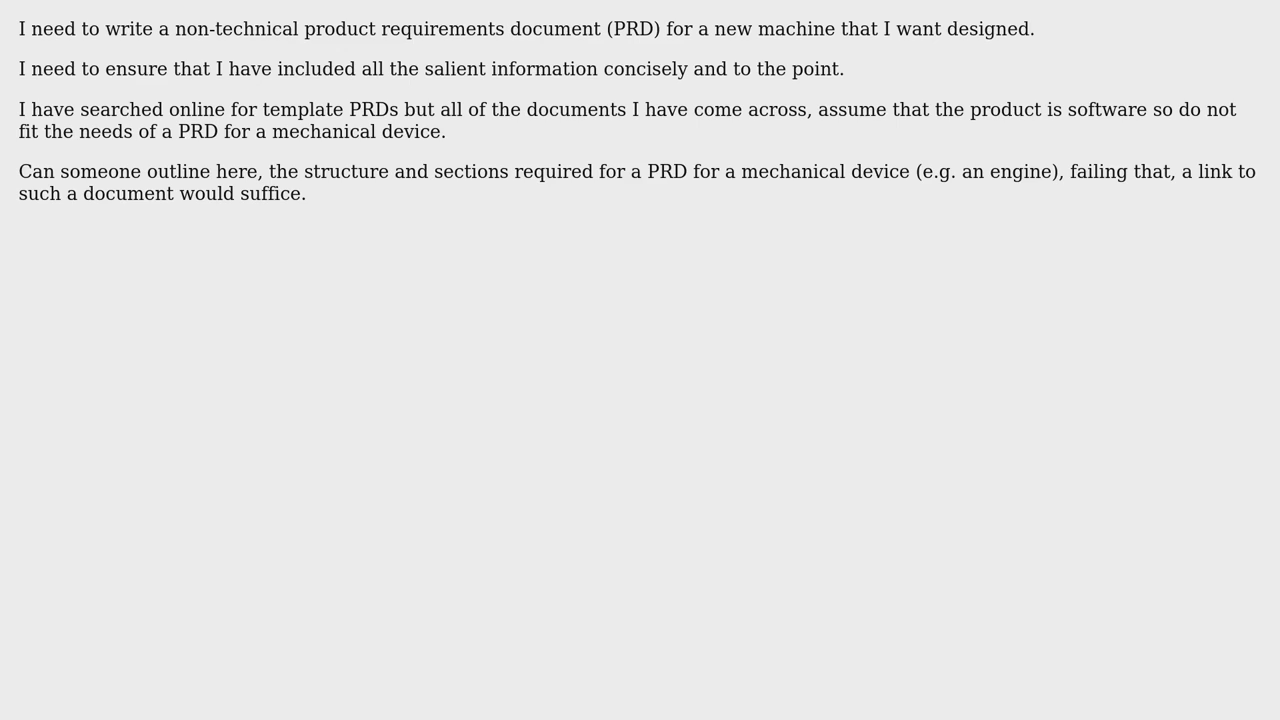 I need to write a non-technical product requirements document (PRD) for a new machine that I want designed.
I need to ensure that I have included all the salient information concisely and to the point.
I have searched online for template PRDs but all of the documents I have come across, assume that the product is software so do not
fit the needs of a PRD for a mechanical device.
Can someone outline here, the structure and sections required for a PRD for a mechanical device (e.g. an engine), failing that, a link to
such a document would suffice.